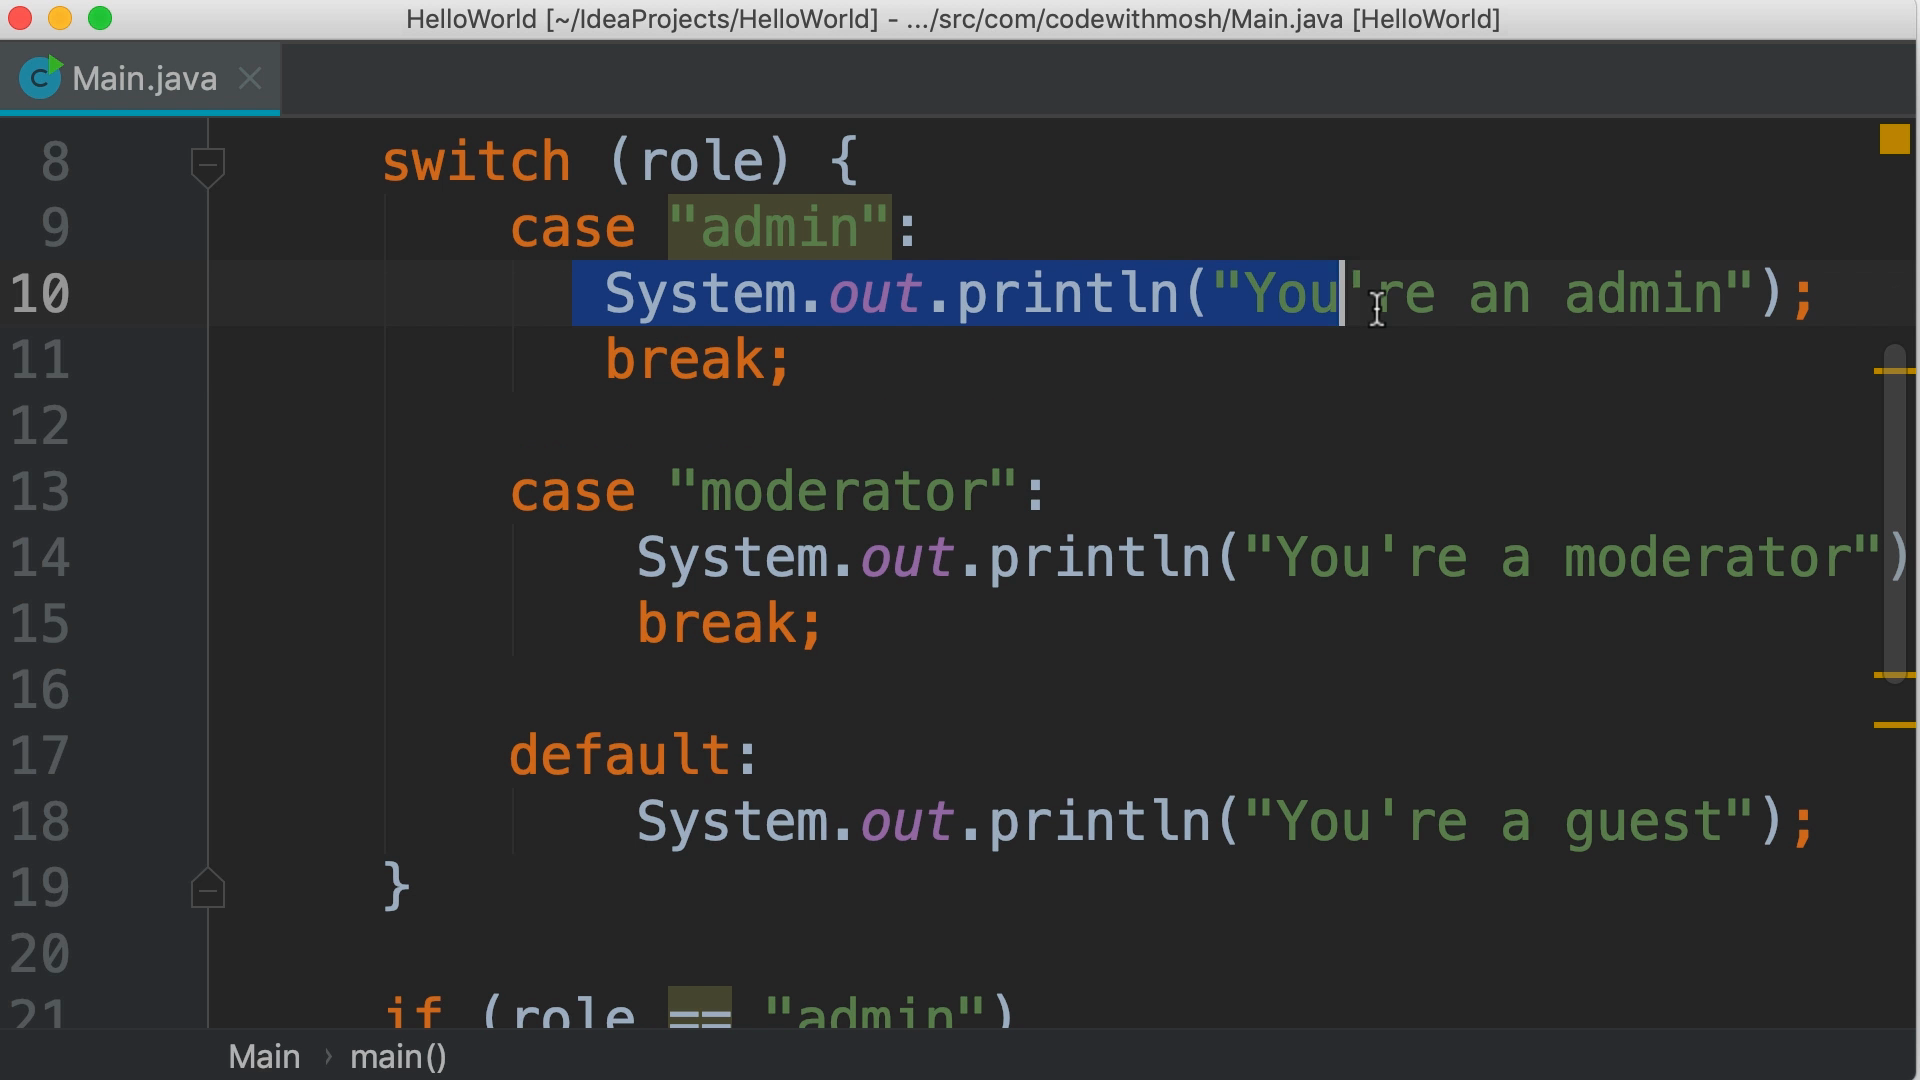 HelloWorld [~/IdeaProjects/HelloWorld] - .../src/com/codewithmosh/Main.java [HelloWorld]
C Main.java
8 switch (role) {
9 case "admin":
10 System.out.println("You're an admin");
11 break;
12
13 case "moderator":
14 System.out.println("You're a moderator")
15 break;
16
17 default:
18 System.out.println("You're a guest");
19 }
20
21 if (role == "admin")
Main › main()